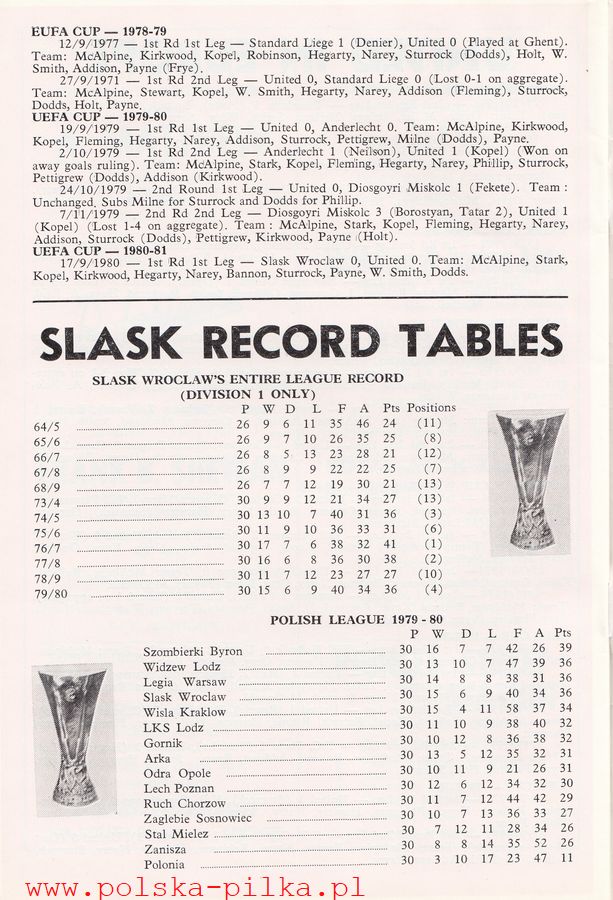 EUFA CUP — 1978-79
12/9/1977 — 1st Rd 1st Leg — Standard Liege 1 (Denier), United 0 (Played at Ghent).
Team: McAlpine, Kirkwood, Kopel, Robinson, Hegarty, Narey, Sturrock (Dodds), Holt, W.
Smith, Addison, Payne (Frye).
27/9/1971 — 1st Rd 2nd Leg — United 0, Standard Liege 0 (Lost 0-1 on aggregate).
Team: McAlpine, Stewart, Kopel, W. Smith, Hegarty, Narey, Addison (Fleming), Sturrock,
Dodds, Holt, Payne.
UEFA CUP — 1979-80
19/9/1979 — 1st Rd 1st Leg — United 0, Anderlecht 0. Team: McAlpine, Kirkwood,
Kopel, Fleming, Hegarty, Narey, Addison, Sturrock, Pettigrew, Milne (Dodds), Payne.
2/10/1979 — 1st Rd 2nd Leg — Anderlecht 1 (Neilson), United 1 (Kopel) (Won on
away goals ruling). Team: McAlpine, Stark, Kopel, Fleming, Hegarty, Narey, Phillip, Sturrock,
Pettigrew (Dodds), Addison (Kirkwood).
24/10/1979 — 2nd Round 1st Leg — United 0, Diosgoyri Miskolc 1 (Fekete). Team :
Unchanged. Subs Milne for Sturrock and Dodds for Phillip.
7/11/1979 — 2nd Rd 2nd Leg — Diosgoyri Miskolc 3 (Borostyan, Tatar 2), United 1
(Kopel) (Lost 1-4 on aggregate). Team : McAlpine, Stark, Kopel, Fleming, Hegarty, Narey,
Addison, Sturrock (Dodds), Pettigrew, Kirkwood, Payne (Holt).
UEFA CUP — 1980-81
17/9/1980 — 1st Rd 1st Leg — Slask Wroclaw 0, United 0. Team: McAlpine, Stark,
Kopel, Kirkwood, Hegarty, Narey, Bannon, Sturrock, Payne, W. Smith, Dodds.
SLASK RECORD TABLES
SLASK WROCLAW'S ENTIRE LEAGUE RECORD
(DIVISION 1 ONLY)
P W D L F A Pts Positions
64/5 26 9 6 11 35 46 24 (11)
65/6 26 9 7 10 26 35 25 (8)
66/7 26 8 5 13 23 28 21 (12)
67/8 26 8 9 9 22 22 25 (7)
68/9 26 7 7 12 19 30 21 (13)
73/4 30 9 9 12 21 34 27 (13)
74/5 30 13 10 7 40 31 36 (3)
75/6 30 11 9 10 36 33 31 (6)
76/7 30 17 7 6 38 32 41 (1)
77/8 30 16 6 8 36 30 38 (2)
78/9 30 11 7 12 23 27 27 (10)
79/80 30 15 6 9 40 34 36 (4)
POLISH LEAGUE 1979 - 80
P W D L F A Pts
Szombierki Byron 30 16 7 7 42 26 39
Widzew Lodz 30 13 10 7 47 39 36
Legia Warsaw 30 14 8 8 38 31 36
Slask Wroclaw 30 15 6 9 40 34 36
Wisla Kraklow 30 15 4 11 58 37 34
LKS Lodz 30 11 10 9 38 40 32
Gornik 30 10 12 8 36 38 32
Arka 30 13 5 12 35 32 31
Odra Opole 30 10 11 9 21 26 31
Lech Poznan 30 12 6 12 34 32 30
Ruch Chorzow 30 11 7 12 44 42 29
Zaglebie Sosnowiec 30 10 7 13 36 33 27
Stal Mielez 30 7 12 11 28 34 26
Zanisza 30 8 8 14 35 52 26
Polonia 30 3 10 17 23 47 11
www.polska-pilka.pl